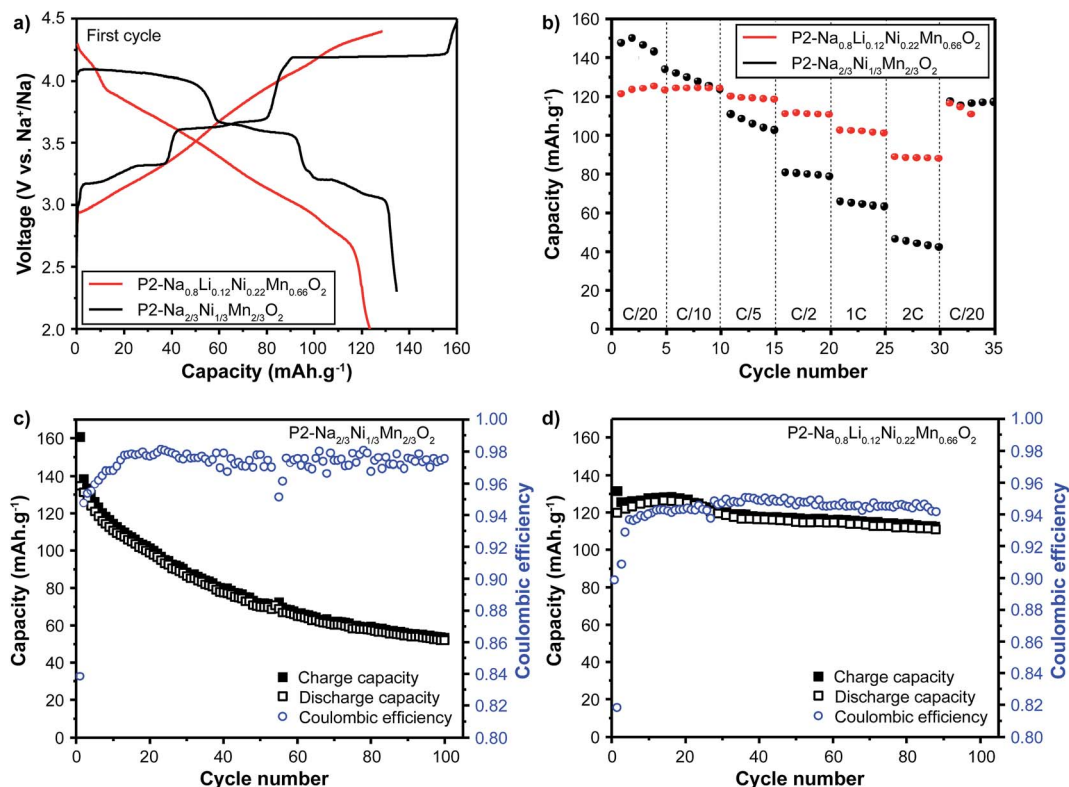 a)
First cycle
4.5
4.0
3.5
3.0
2.5
2.0
Voltage (V vs. Na⁺/Na)
P2-Na₀.₈Li₀.₁₂Ni₀.₂₂Mn₀.₆₆O₂
P2-Na₂/₃Ni₁/₃Mn₂/₃O₂
0 20 40 60 80 100 120 140 160
Capacity (mAh.g⁻¹)
b)
P2-Na₀.₈Li₀.₁₂Ni₀.₂₂Mn₀.₆₆O₂
P2-Na₂/₃Ni₁/₃Mn₂/₃O₂
160
140
120
100
80
60
40
20
0
Capacity (mAh.g⁻¹)
C/20 C/10 C/5 C/2 1C 2C C/20
0 5 10 15 20 25 30 35
Cycle number
c)
P2-Na₂/₃Ni₁/₃Mn₂/₃O₂
160
140
120
100
80
60
40
20
0
Capacity (mAh.g⁻¹)
1.00
0.98
0.96
0.94
0.92
0.90
0.88
0.86
0.84
0.82
0.80
Coulombic efficiency
Charge capacity
Discharge capacity
Coulombic efficiency
0 20 40 60 80 100
Cycle number
d)
P2-Na₀.₈Li₀.₁₂Ni₀.₂₂Mn₀.₆₆O₂
160
140
120
100
80
60
40
20
0
Capacity (mAh.g⁻¹)
1.00
0.98
0.96
0.94
0.92
0.90
0.88
0.86
0.84
0.82
0.80
Coulombic efficiency
Charge capacity
Discharge capacity
Coulombic efficiency
0 20 40 60 80 100
Cycle number